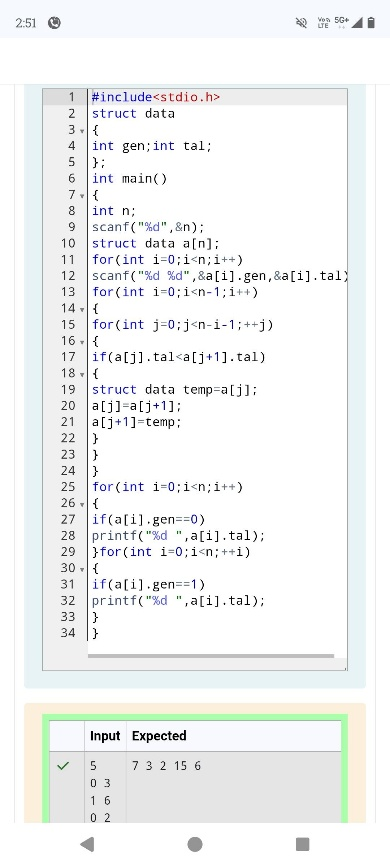 2:51
Vo))
LTE
5G+
1 #include<stdio.h>
2 struct data
3 {
4 int gen;int tal;
5 };
6 int main()
7 {
8 int n;
9 scanf("%d",&n);
10 struct data a[n];
11 for(int i=0;i<n;i++)
12 scanf("%d %d",&a[i].gen,&a[i].tal)
13 for(int i=0;i<n-1;i++)
14 {
15 for(int j=0;j<n-i-1;++j)
16 {
17 if(a[j].tal<a[j+1].tal)
18 {
19 struct data temp=a[j];
20 a[j]=a[j+1];
21 a[j+1]=temp;
22 }
23 }
24 }
25 for(int i=0;i<n;i++)
26 {
27 if(a[i].gen==0)
28 printf("%d ",a[i].tal);
29 }for(int i=0;i<n;++i)
30 {
31 if(a[i].gen==1)
32 printf("%d ",a[i].tal);
33 }
34 }
Input Expected
5 7 3 2 15 6
0 3
1 6
0 2